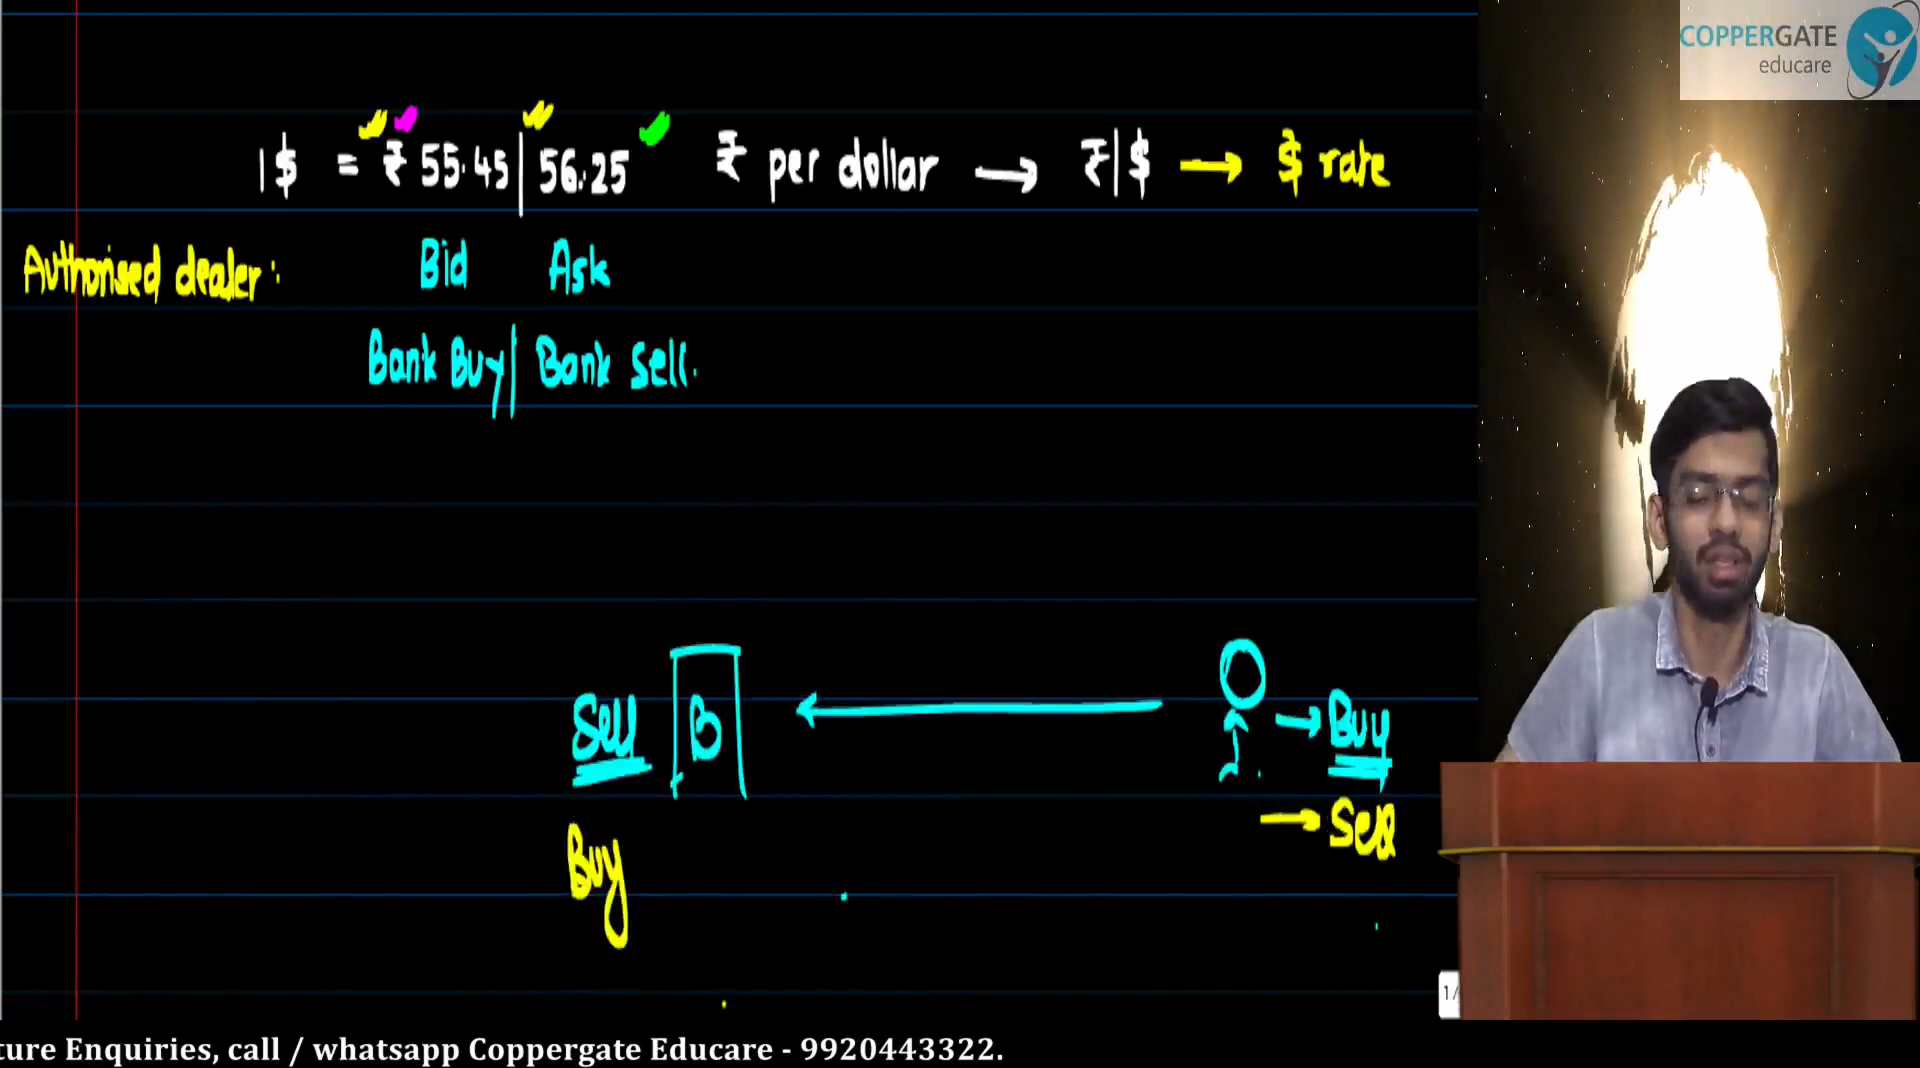 COPPERGATE
educare
1 $ = ₹ 55.45 | 56.25 ₹ per dollar → ₹|$ → $ rate
Authorised dealer: Bid Ask
Bank Buy | Bank Sell.
Sell B ← → Buy
→ Sell
Buy
1/
ture Enquiries, call / whatsapp Coppergate Educare - 9920443322.